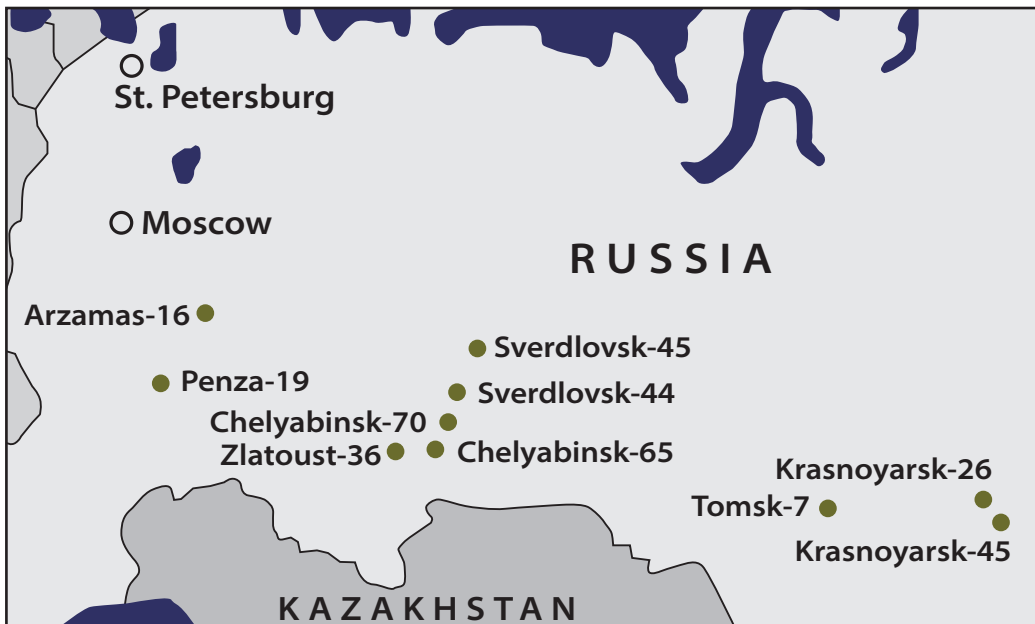 St. Petersburg
Moscow
RUSSIA
Arzamas-16
Sverdlovsk-45
Penza-19
Sverdlovsk-44
Chelyabinsk-70
Zlatoust-36
Chelyabinsk-65
Krasnoyarsk-26
Tomsk-7
Krasnoyarsk-45
KAZAKHSTAN